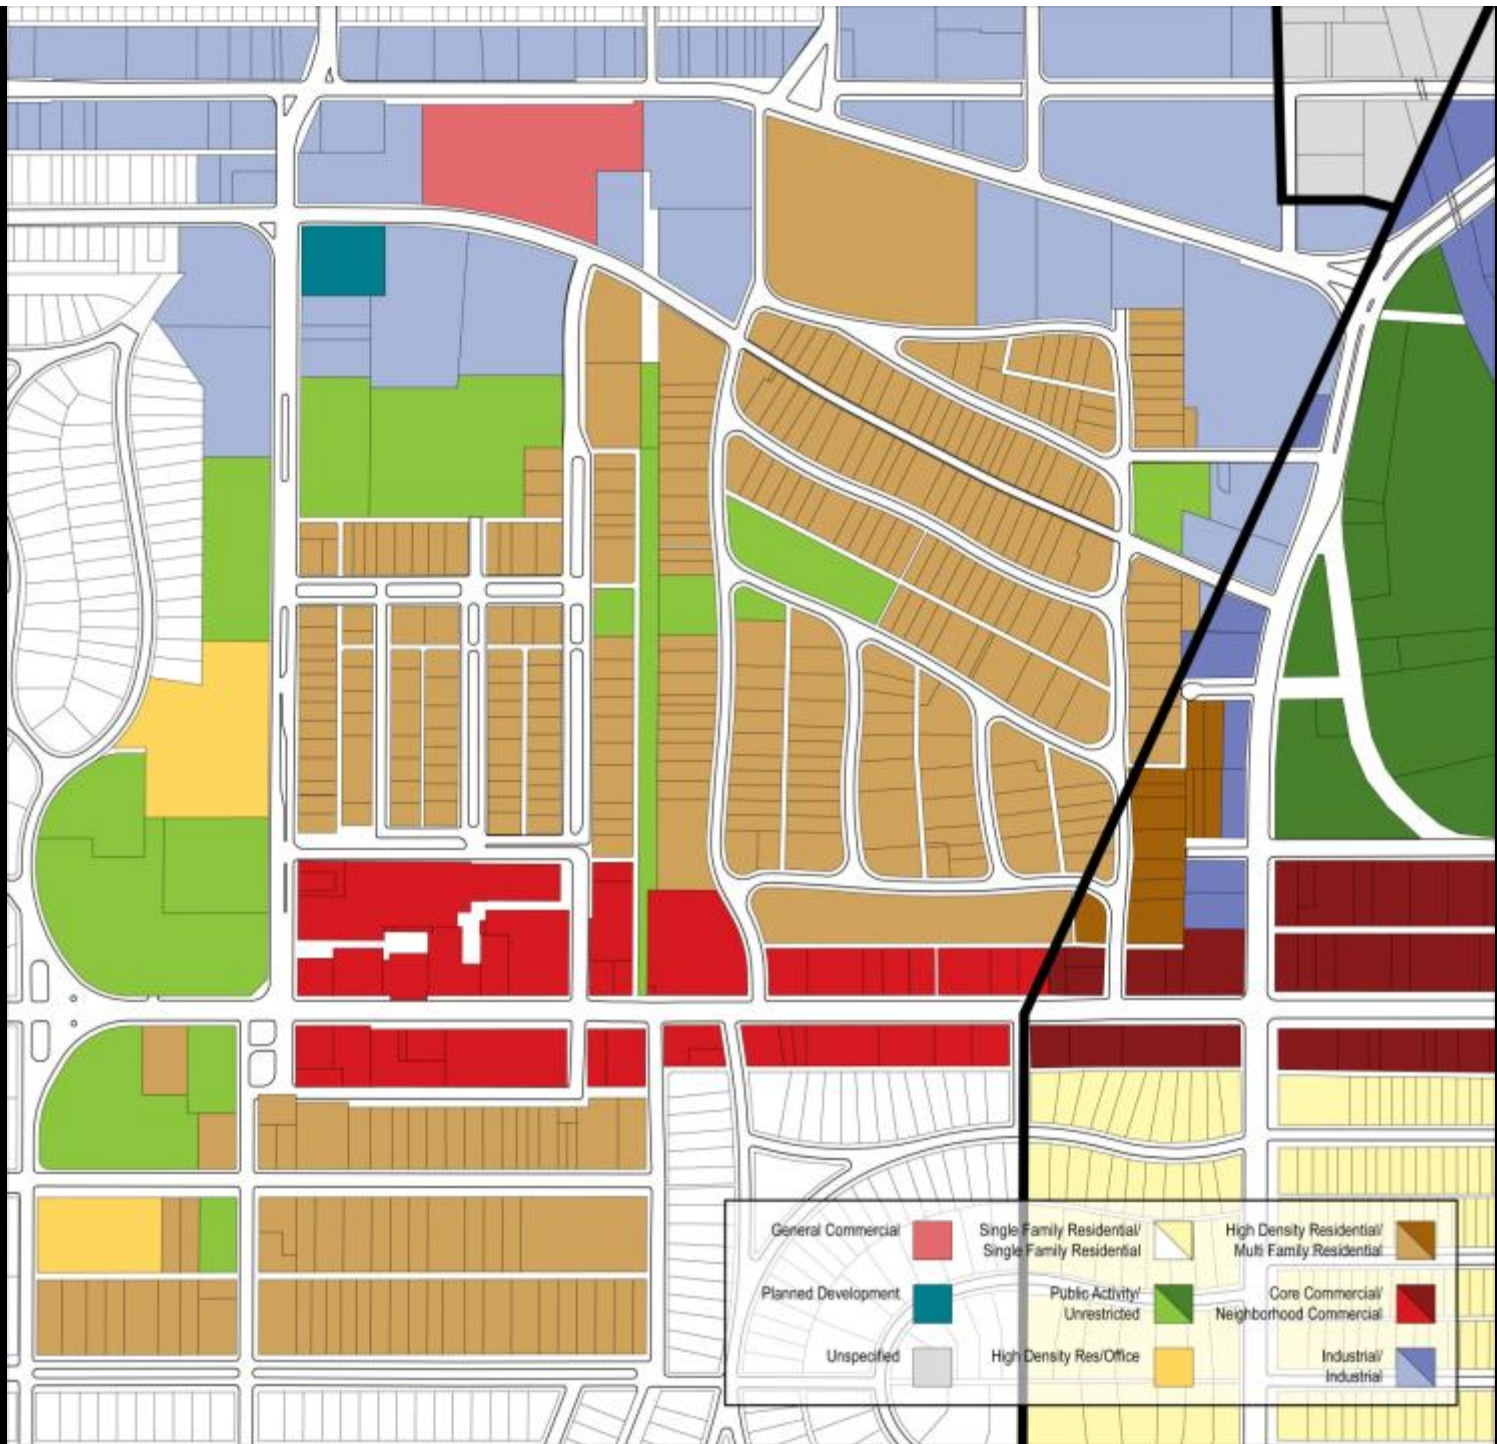 General Commercial
Single Family Residential/
Single Family Residential
High Density Residential/
Multi Family Residential
Planned Development
Public Activity/
Unrestricted
Core Commercial/
Neighborhood Commercial
Unspecified
High Density Res/Office
Industrial/
Industrial